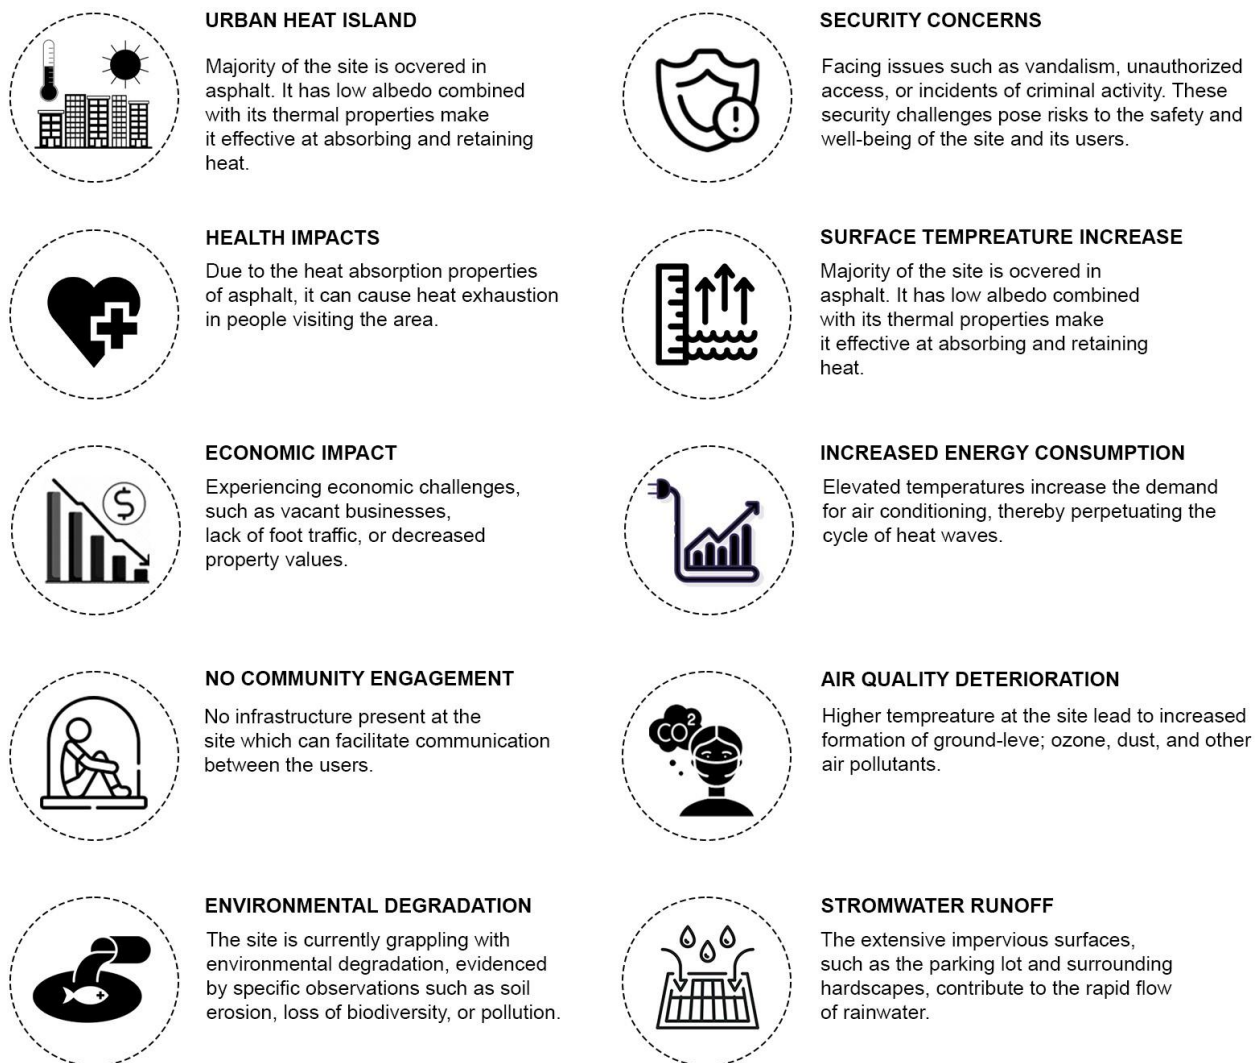 URBAN HEAT ISLAND
Majority of the site is ocvered in
asphalt. It has low albedo combined
with its thermal properties make
it effective at absorbing and retaining
heat.
SECURITY CONCERNS
Facing issues such as vandalism, unauthorized
access, or incidents of criminal activity. These
security challenges pose risks to the safety and
well-being of the site and its users.
HEALTH IMPACTS
Due to the heat absorption properties
of asphalt, it can cause heat exhaustion
in people visiting the area.
SURFACE TEMPREATURE INCREASE
Majority of the site is ocvered in
asphalt. It has low albedo combined
with its thermal properties make
it effective at absorbing and retaining
heat.
ECONOMIC IMPACT
$
Experiencing economic challenges,
such as vacant businesses,
lack of foot traffic, or decreased
property values.
INCREASED ENERGY CONSUMPTION
Elevated temperatures increase the demand
for air conditioning, thereby perpetuating the
cycle of heat waves.
NO COMMUNITY ENGAGEMENT
No infrastructure present at the
site which can facilitate communication
between the users.
AIR QUALITY DETERIORATION
CO2
Higher tempreature at the site lead to increased
formation of ground-leve; ozone, dust, and other
air pollutants.
ENVIRONMENTAL DEGRADATION
The site is currently grappling with
environmental degradation, evidenced
by specific observations such as soil
erosion, loss of biodiversity, or pollution.
STROMWATER RUNOFF
The extensive impervious surfaces,
such as the parking lot and surrounding
hardscapes, contribute to the rapid flow
of rainwater.